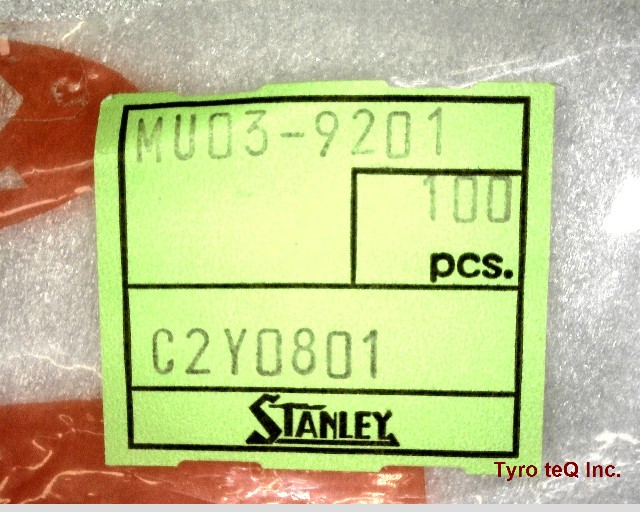 MU03-9201
100
pcs.
C2Y0801
STANLEY
Tyro teQ Inc.